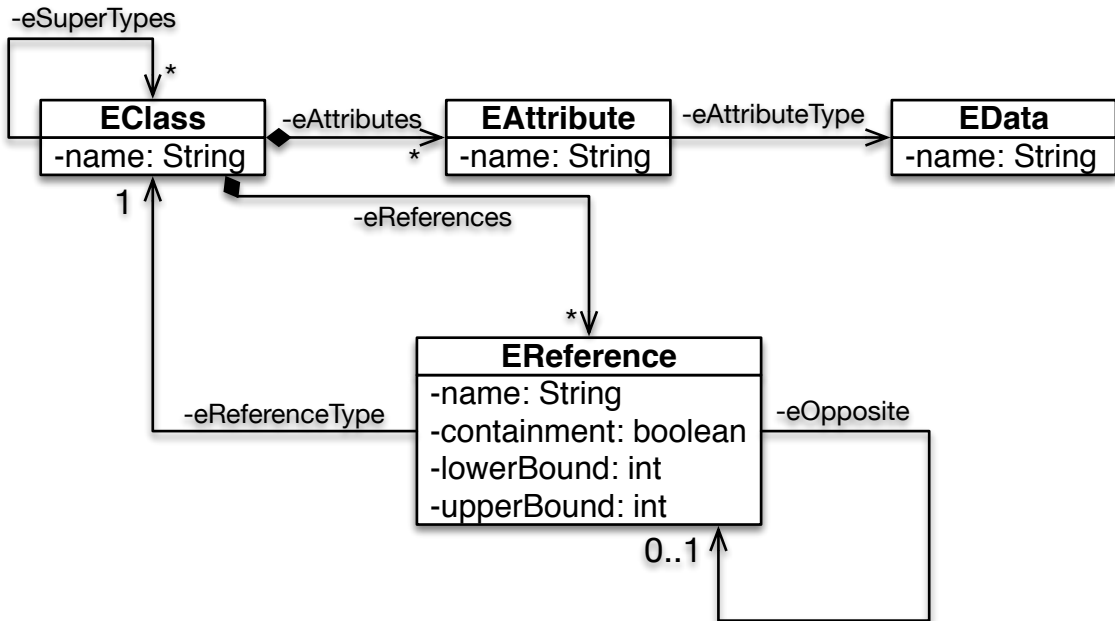 -eSuperTypes
*
EClass
-name: String
-eAttributes
*
EAttribute
-name: String
-eAttributeType
EData
-name: String
1
-eReferences
*
EReference
-name: String
-containment: boolean
-lowerBound: int
-upperBound: int
-eReferenceType
-eOpposite
0..1